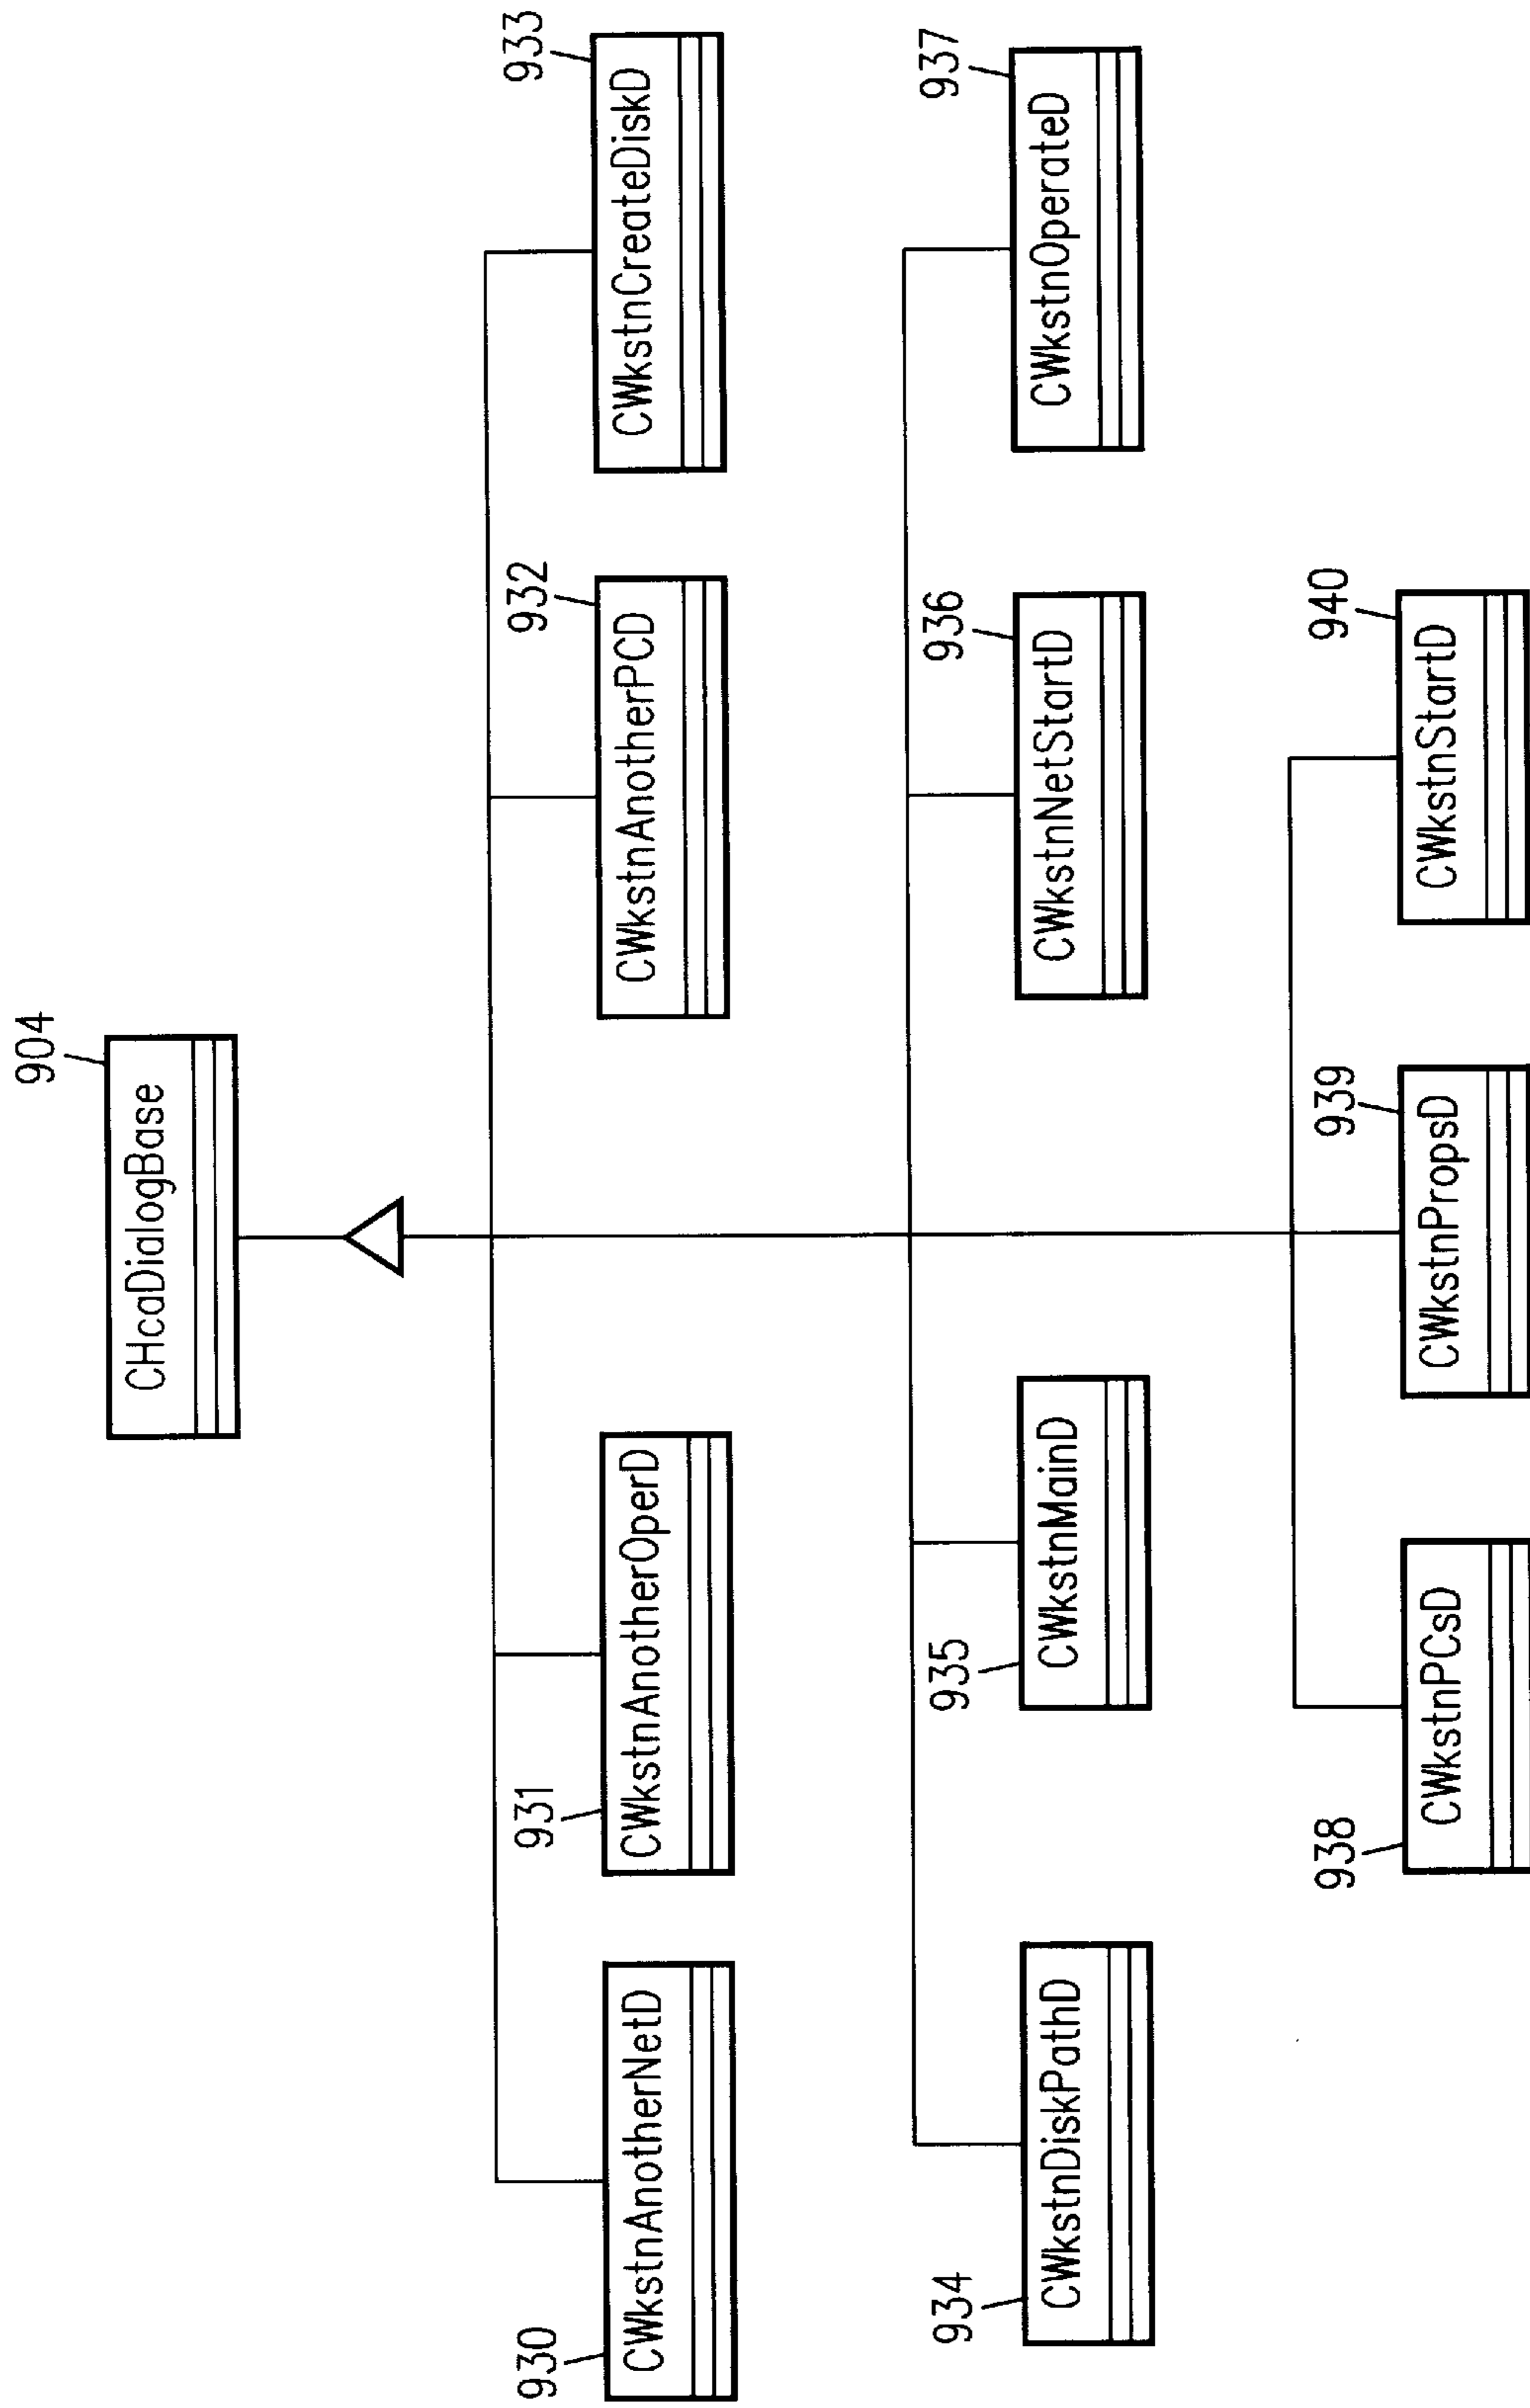 904
CHcaDialogBase
930
CWkstnAnotherNetD
931
CWkstnAnotherOperD
932
CWkstnAnotherPCD
933
CWkstnCreateDiskD
934
CWkstnDiskPathD
935
CWkstnMainD
936
CWkstnNetStartD
937
CWkstnOperateD
938
CWkstnPCsD
939
CWkstnPropsD
940
CWkstnStartD